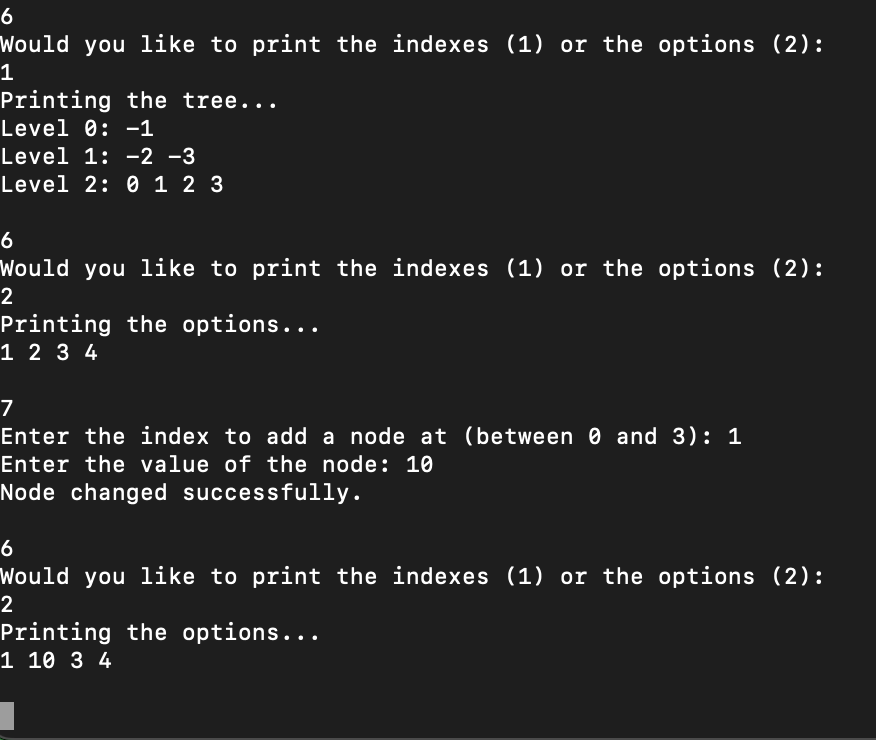 6
Would you like to print the indexes (1) or the options (2):
1
Printing the tree...
Level 0: -1
Level 1: -2 -3
Level 2: 0 1 2 3
6
Would you like to print the indexes (1) or the options (2):
2
Printing the options...
1 2 3 4
7
Enter the index to add a node at (between 0 and 3): 1
Enter the value of the node: 10
Node changed successfully.
6
Would you like to print the indexes (1) or the options (2):
2
Printing the options...
1 10 3 4